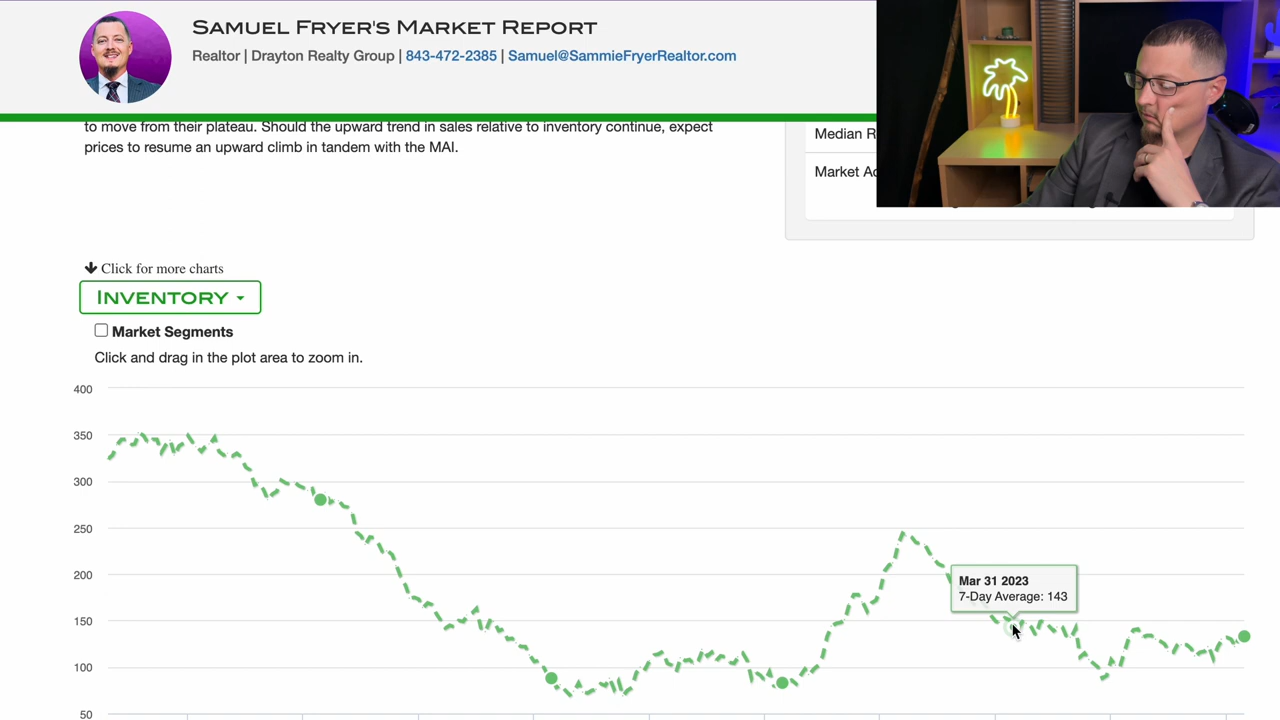 SAMUEL FRYER'S MARKET REPORT
Realtor | Drayton Realty Group | 843-472-2385 | Samuel@SammieFryerRealtor.com
to move from their plateau. Should the upward trend in sales relative to inventory continue, expect
prices to resume an upward climb in tandem with the MAI.
Median R
Market Ac
Click for more charts
INVENTORY
Market Segments
Click and drag in the plot area to zoom in.
400
350
300
250
200
150
100
50
Mar 31 2023
7-Day Average: 143